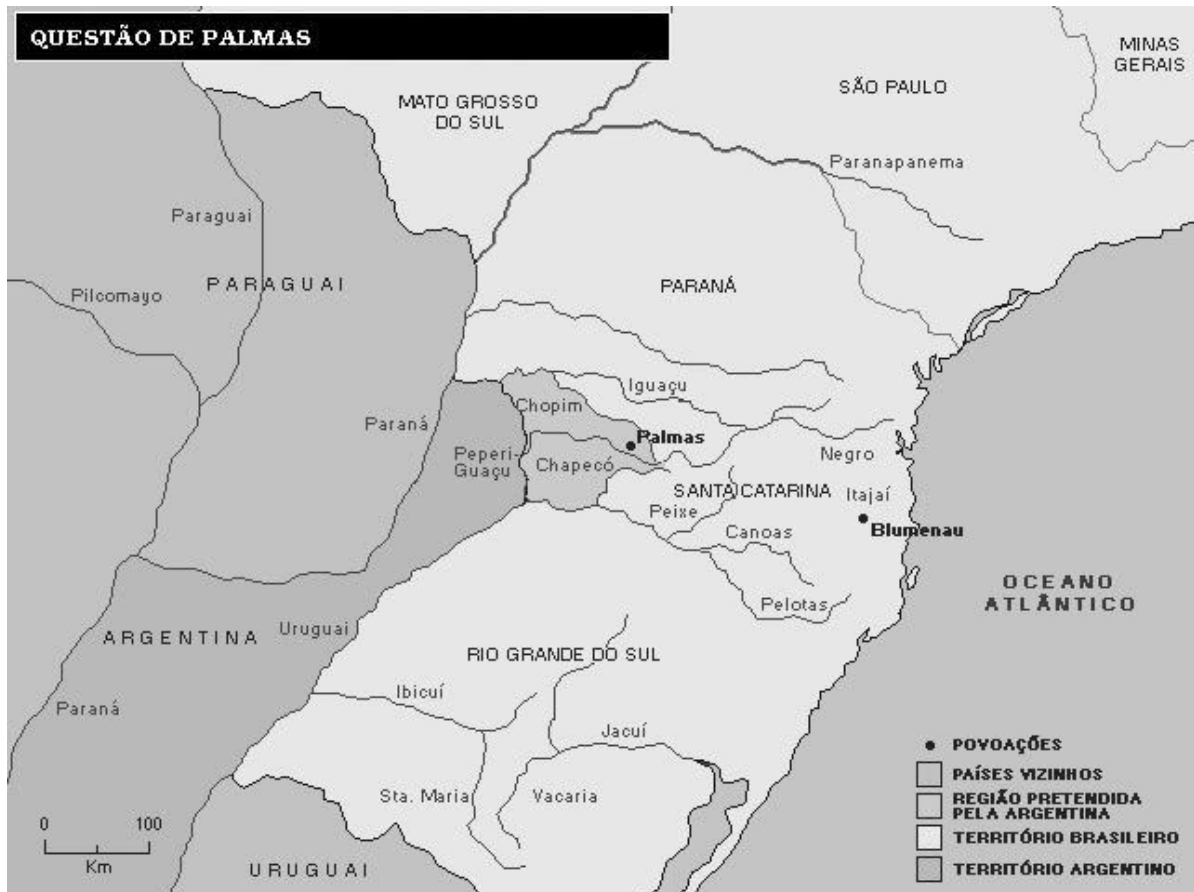 QUESTÃO DE PALMAS
MINAS
GERAIS
MATO GROSSO
DO SUL
SÃO PAULO
Paranapanema
Paraguai
PARAGUAI
PARANÁ
Pilcomayo
Iguaçu
Chopim
Paraná
Palmas
Peperi-
Guaçu
Chapecó
Negro
SANTA CATARINA
Itajaí
Peixe
Canoas
Blumenau
OCEANO
ATLÂNTICO
Pelotas
ARGENTINA
Uruguai
RIO GRANDE DO SUL
Ibicuí
Paraná
Jacuí
Sta. Maria
Vacaria
URUGUAI
0 100
Km
POVOAÇÕES
PAÍSES VIZINHOS
REGIÃO PRETENDIDA
PELA ARGENTINA
TERRITÓRIO BRASILEIRO
TERRITÓRIO ARGENTINO